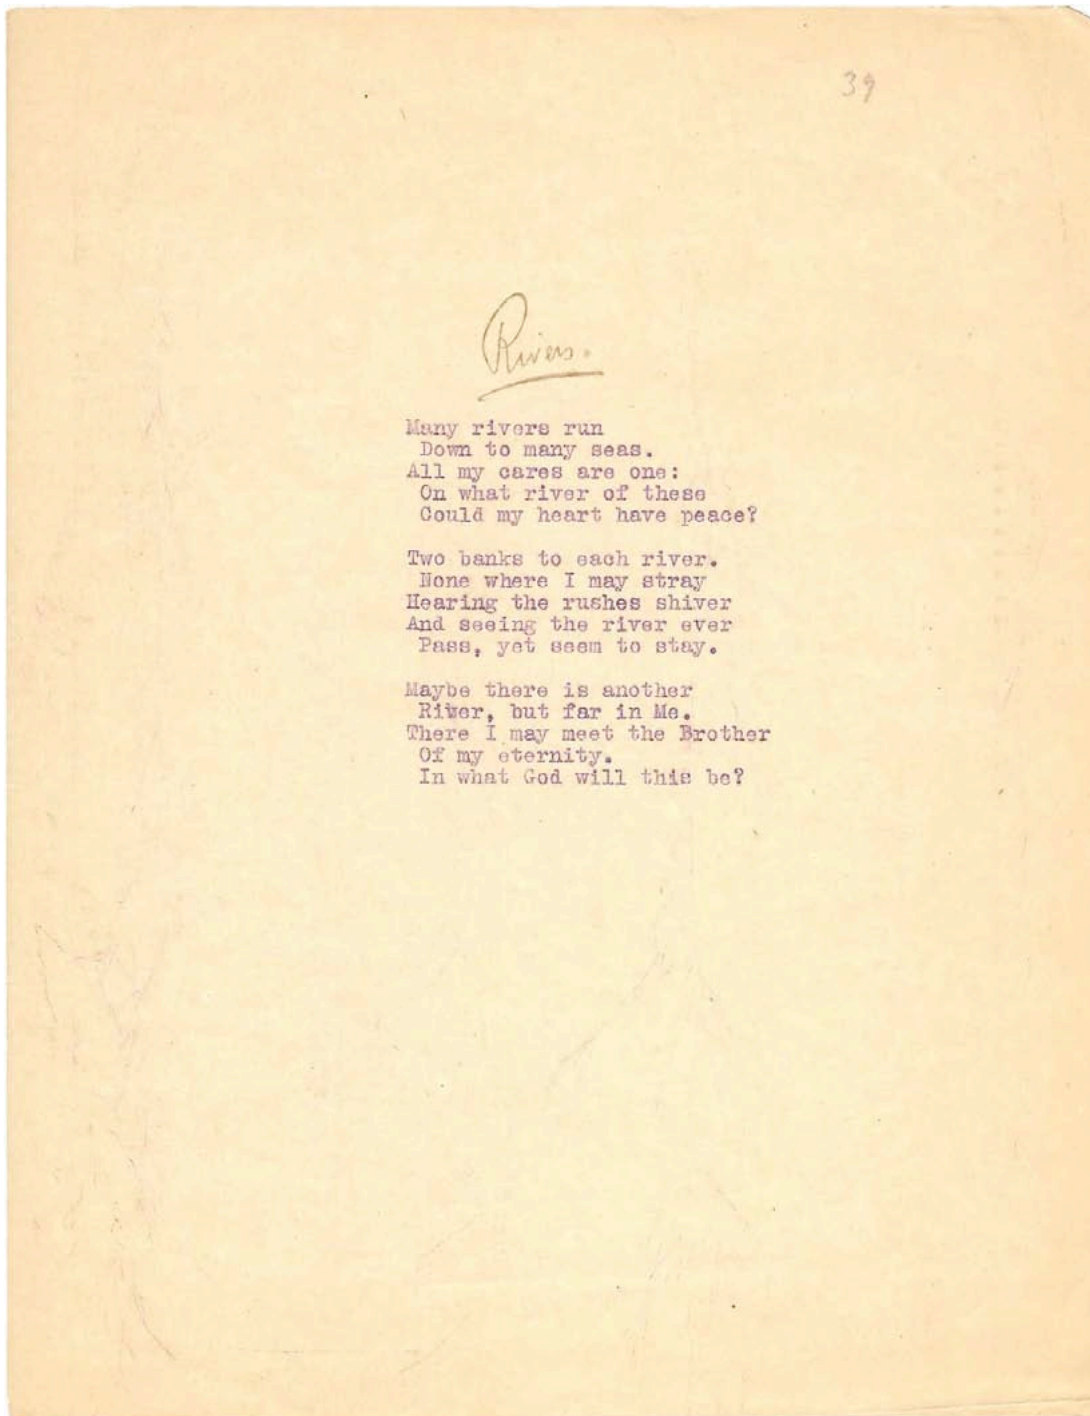 39
Rivers.
Many rivers run
Down to many seas.
All my cares are one:
On what river of these
Could my heart have peace?
Two banks to each river.
None where I may stray
Hearing the rushes shiver
And seeing the river ever
Pass, yet seem to stay.
Maybe there is another
River, but far in Me.
There I may meet the Brother
Of my eternity.
In what God will this be?